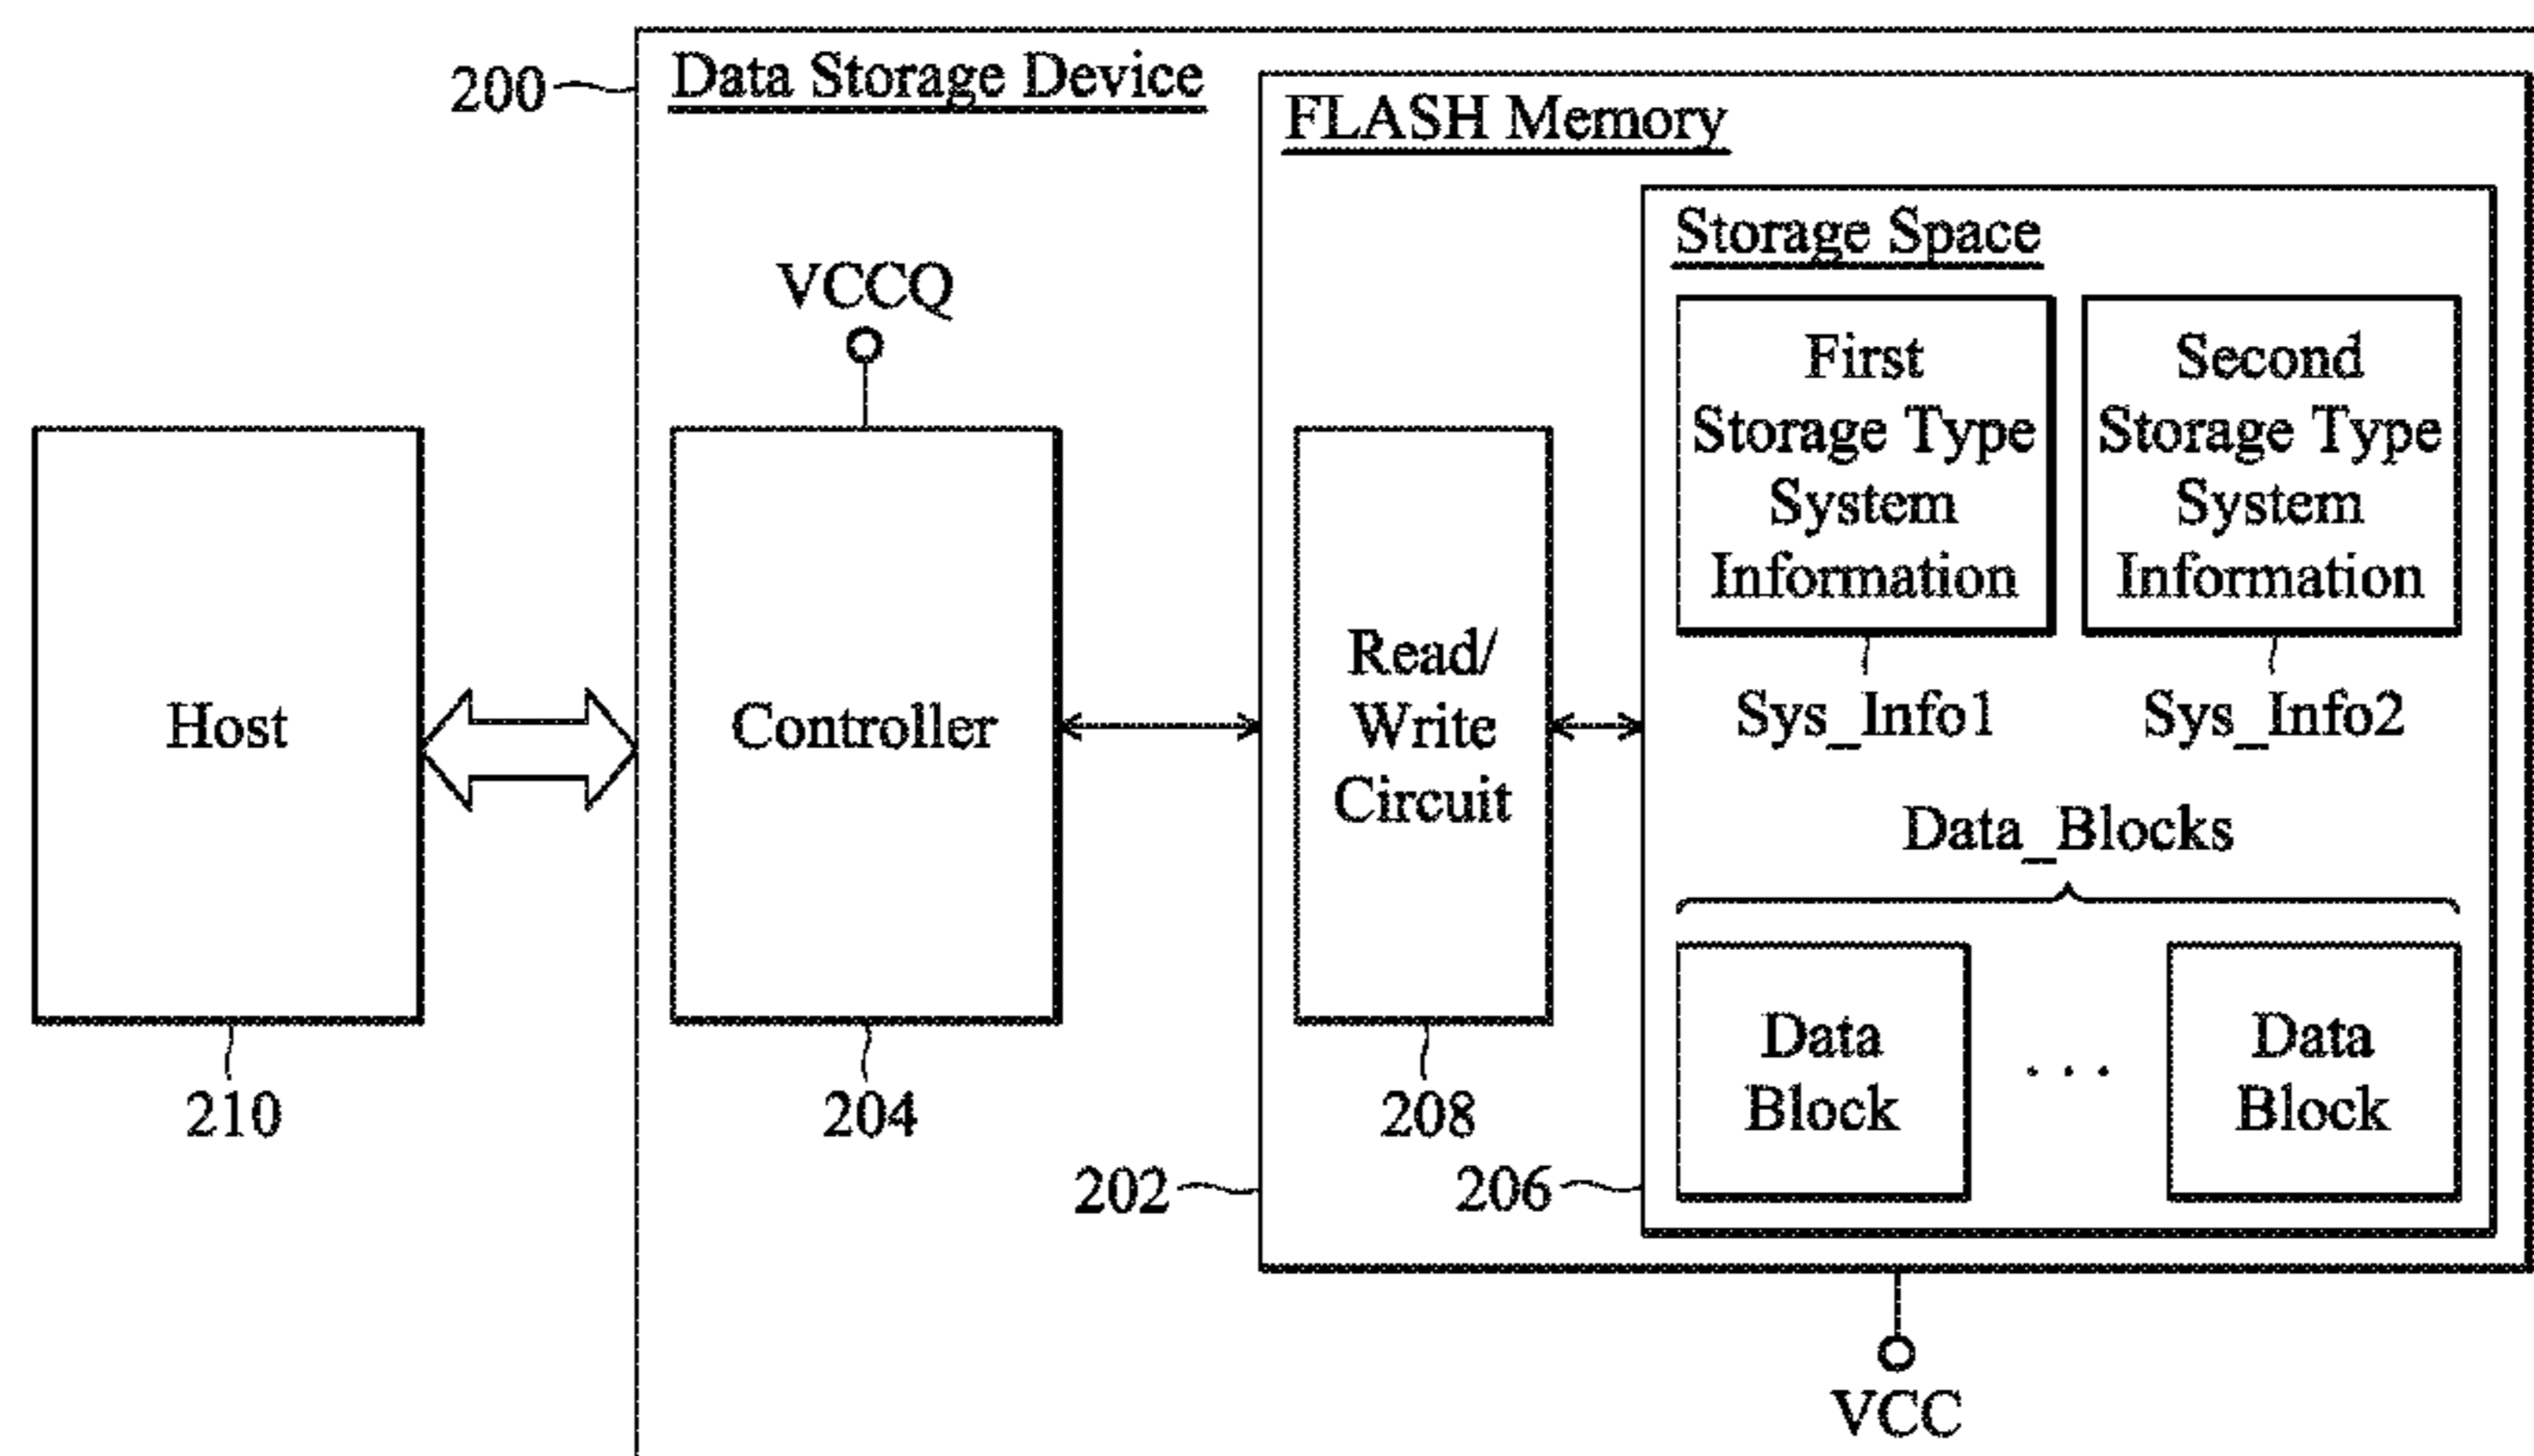 200
Data Storage Device
FLASH Memory
Storage Space
VCCQ
First
Storage Type
System
Information
Second
Storage Type
System
Information
Host
Controller
Read/
Write
Circuit
Sys_Info1
Sys_Info2
Data_Blocks
Data
Block
. . .
Data
Block
210
204
208
202
206
VCC